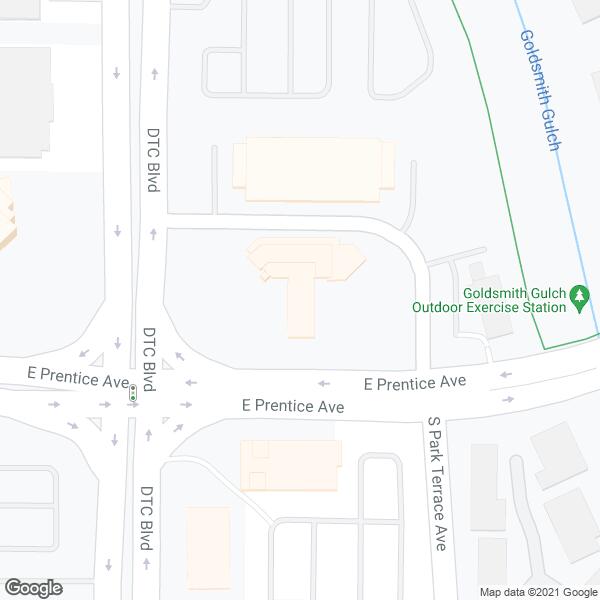 Goldsmith Gulch
DTC Blvd
Goldsmith Gulch
Outdoor Exercise Station
DTC Blvd
E Prentice Ave
E Prentice Ave
E Prentice Ave
S Park Terrace Ave
DTC Blvd
Google
Map data ©2021 Google